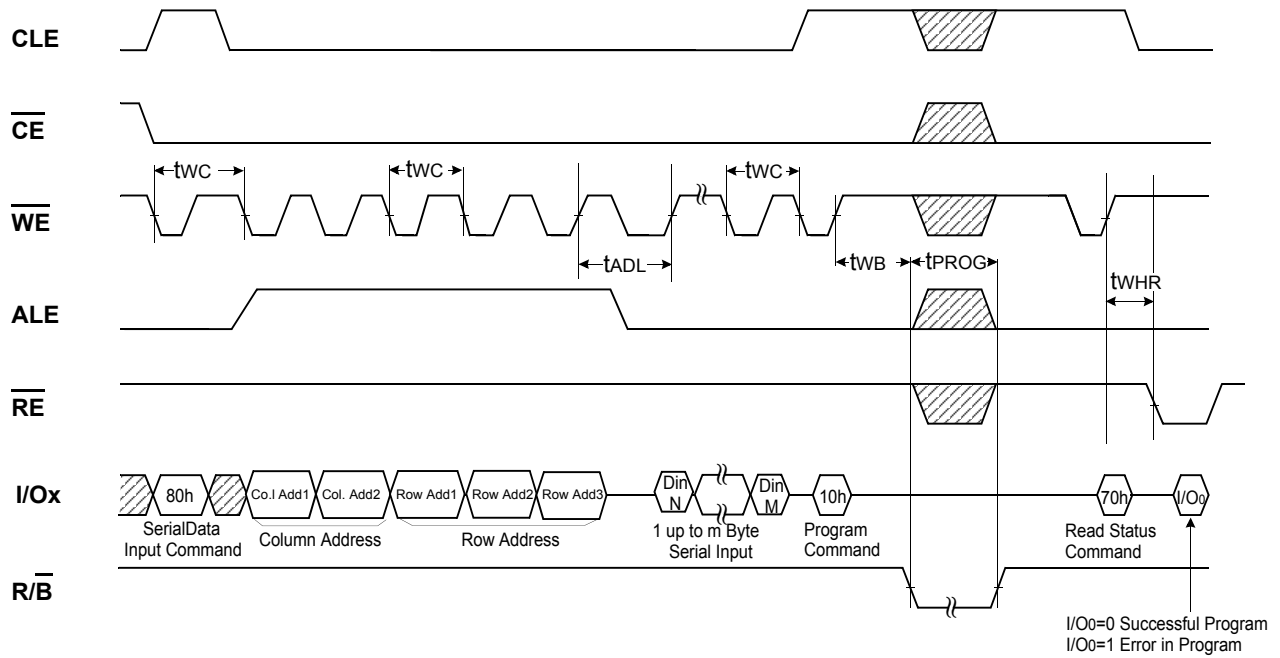 CLE
CE
tWC
tWC
tWC
WE
tADL
tWB
tPROG
tWHR
ALE
RE
I/Ox
80h
Co.l Add1
Col. Add2
Row Add1
Row Add2
Row Add3
Din
N
Din
M
10h
70h
I/O0
SerialData
Input Command
Column Address
Row Address
1 up to m Byte
Serial Input
Program
Command
Read Status
Command
R/B
I/O0=0 Successful Program
I/O0=1 Error in Program